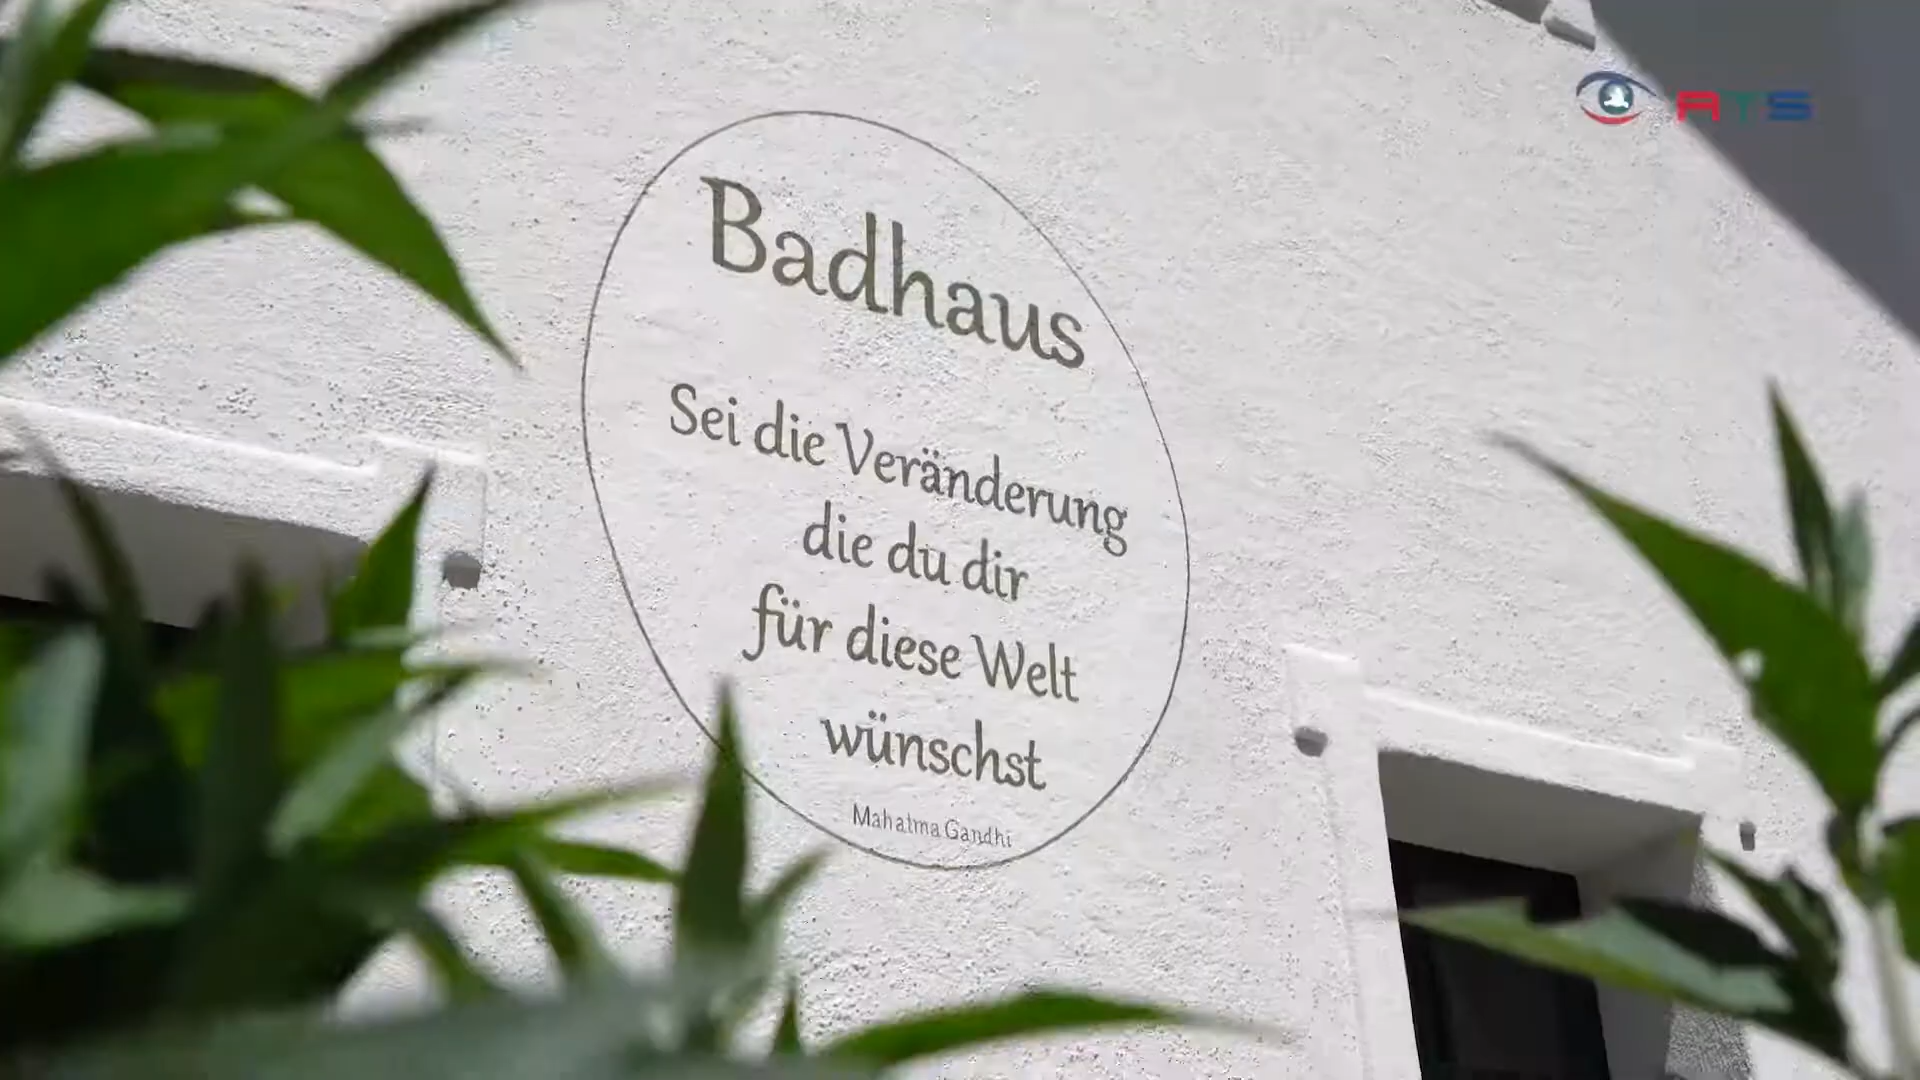 RTS
Badhaus
Sei die Veränderung
die du dir
für diese Welt
wünschst
Mahatma Gandhi